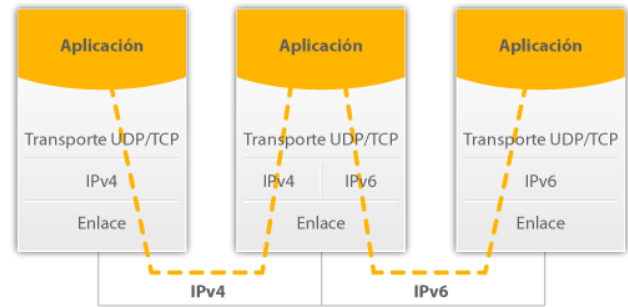 Aplicación Aplicación Aplicación
Transporte UDP/TCP Transporte UDP/TCP Transporte UDP/TCP
IPv4 IPv4 IPv6 IPv6
Enlace Enlace Enlace
IPv4 IPv6